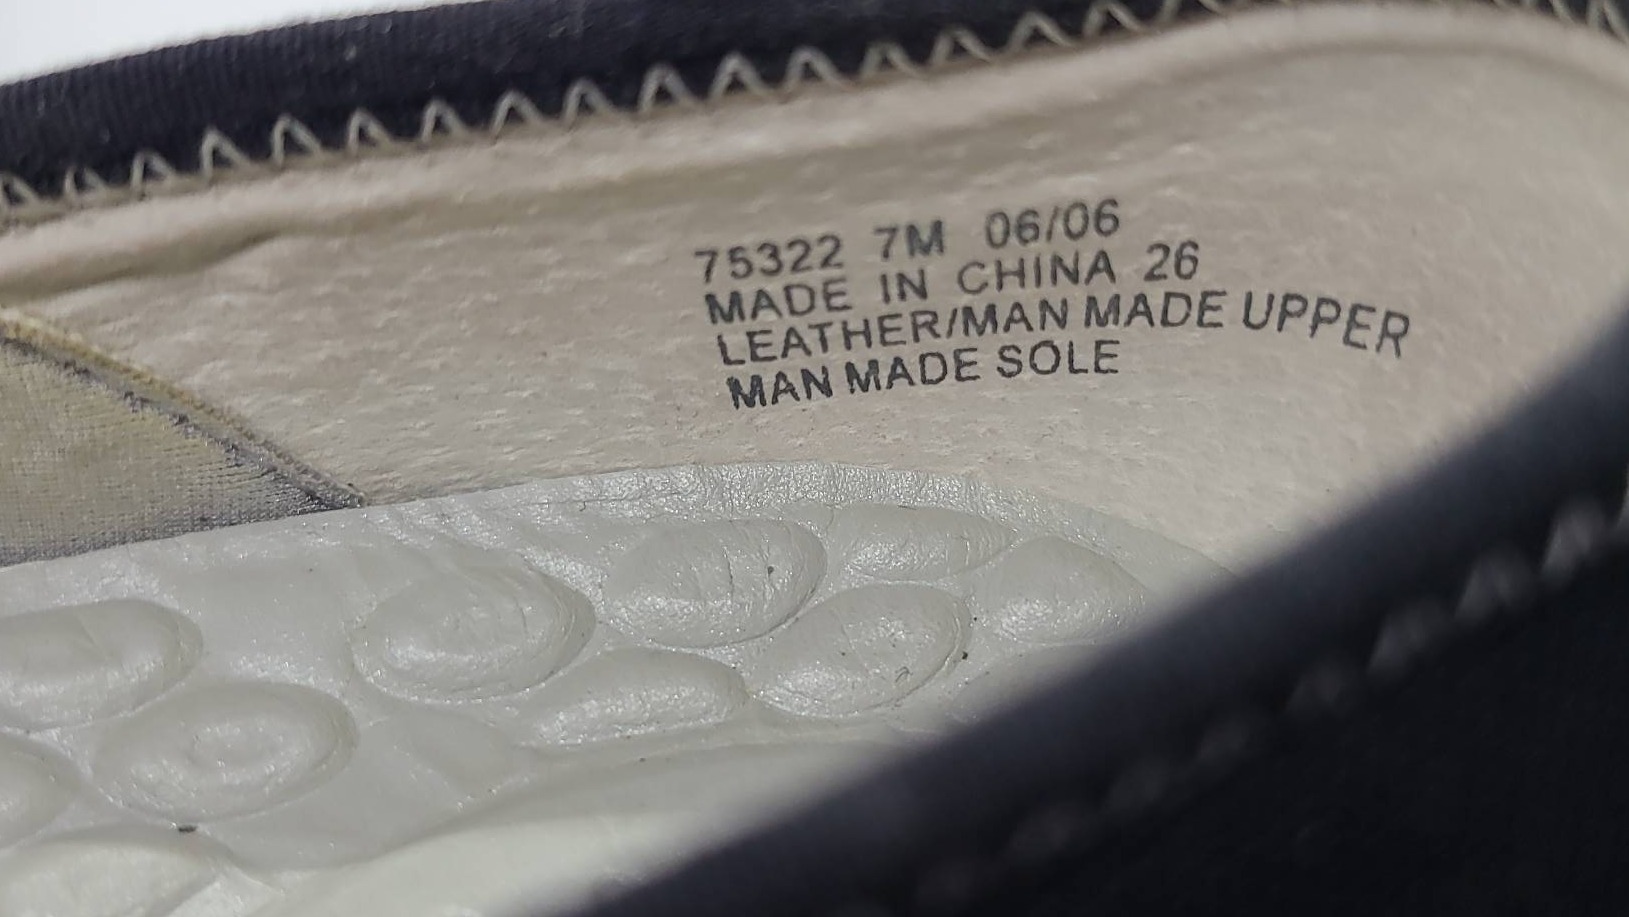 75322 7M 06/06
MADE IN CHINA 26
LEATHER/MAN MADE UPPER
MAN MADE SOLE